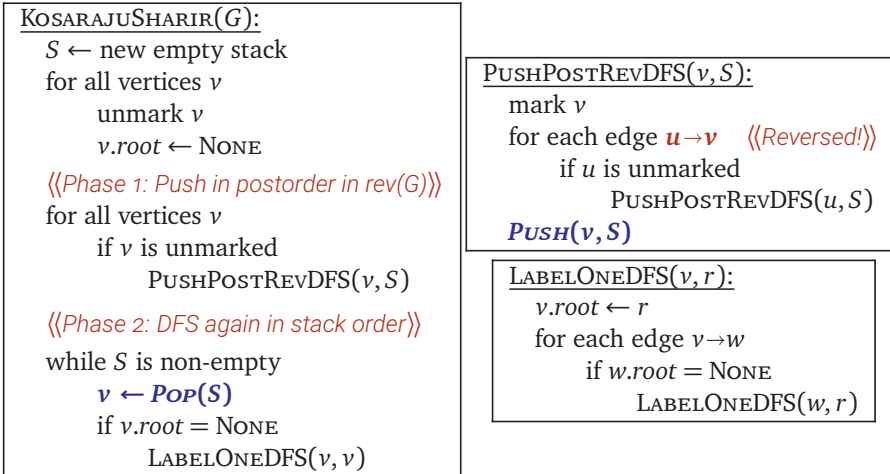 KOSARAJUSHARIR(G):
S ← new empty stack
for all vertices v
unmark v
v.root ← NONE
⟨⟨Phase 1: Push in postorder in rev(G)⟩⟩
for all vertices v
if v is unmarked
PUSHPOSTREVDFS(v, S)
⟨⟨Phase 2: DFS again in stack order⟩⟩
while S is non-empty
v ← POP(S)
if v.root = NONE
LABELONEDFS(v, v)
PUSHPOSTREVDFS(v, S):
mark v
for each edge u→v ⟨⟨Reversed!⟩⟩
if u is unmarked
PUSHPOSTREVDFS(u, S)
PUSH(v, S)
LABELONEDFS(v, r):
v.root ← r
for each edge v→w
if w.root = NONE
LABELONEDFS(w, r)